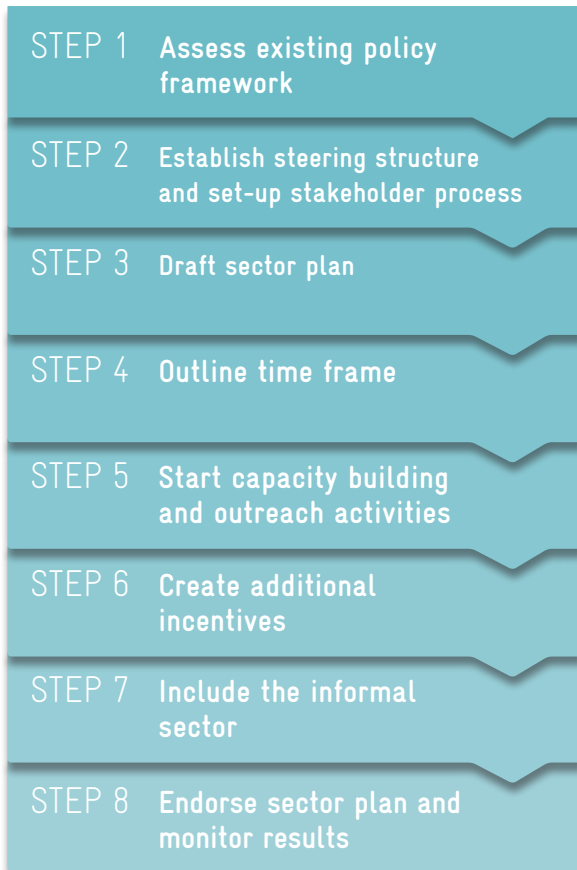 STEP 1 Assess existing policy
framework
STEP 2 Establish steering structure
and set-up stakeholder process
STEP 3 Draft sector plan
STEP 4 Outline time frame
STEP 5 Start capacity building
and outreach activities
STEP 6 Create additional
incentives
STEP 7 Include the informal
sector
STEP 8 Endorse sector plan and
monitor results